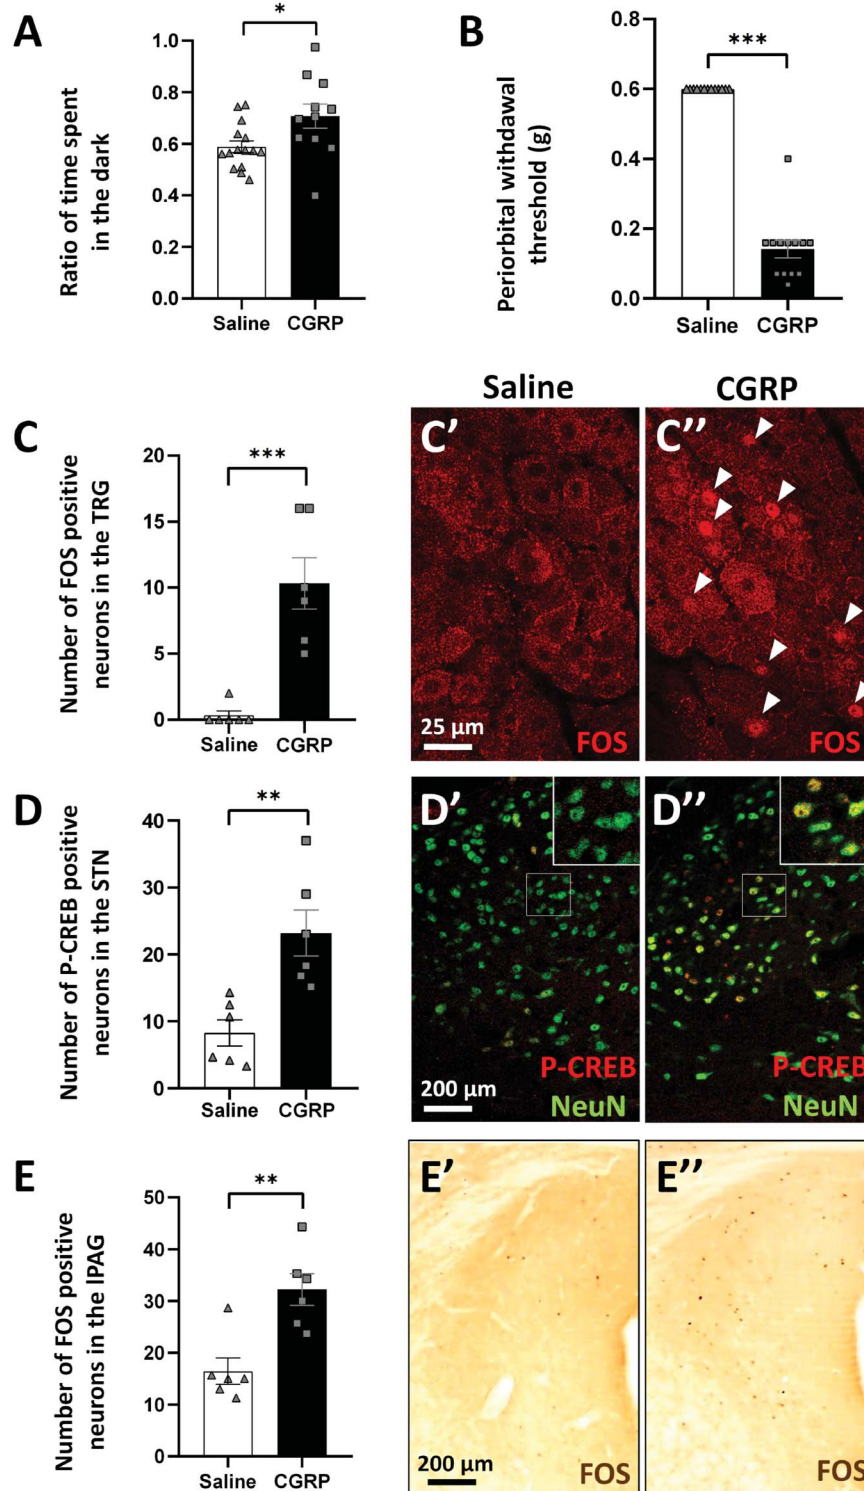 A
*
Ratio of time spent
in the dark
1.0
0.8
0.6
0.4
0.2
0.0
Saline
CGRP
B
***
Periorbital withdawal
threshold (g)
0.8
0.6
0.4
0.2
0.0
Saline
CGRP
Saline
CGRP
C
***
Number of FOS positive
neurons in the TRG
20
15
10
5
0
Saline
CGRP
C'
25 µm
FOS
C''
FOS
D
**
Number of P-CREB positive
neurons in the STN
40
30
20
10
0
Saline
CGRP
D'
P-CREB
200 µm
NeuN
D''
P-CREB
NeuN
E
**
Number of FOS positive
neurons in the lPAG
50
40
30
20
10
0
Saline
CGRP
E'
200 µm
FOS
E''
FOS